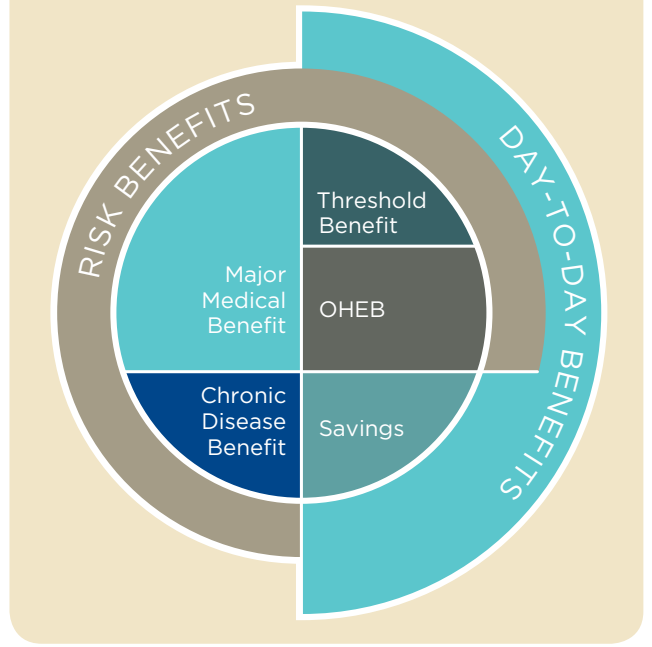 RISK BENEFITS
DAY-TO-DAY BENEFITS
Threshold
Benefit
Major
Medical
Benefit
OHEB
Chronic
Disease
Benefit
Savings